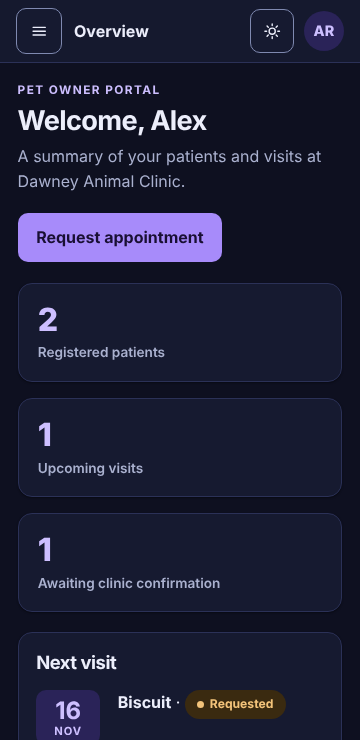 Overview
AR
PET OWNER PORTAL
Welcome, Alex
A summary of your patients and visits at
Dawney Animal Clinic.
Request appointment
2
Registered patients
1
Upcoming visits
1
Awaiting clinic confirmation
Next visit
16
NOV
Biscuit · Requested